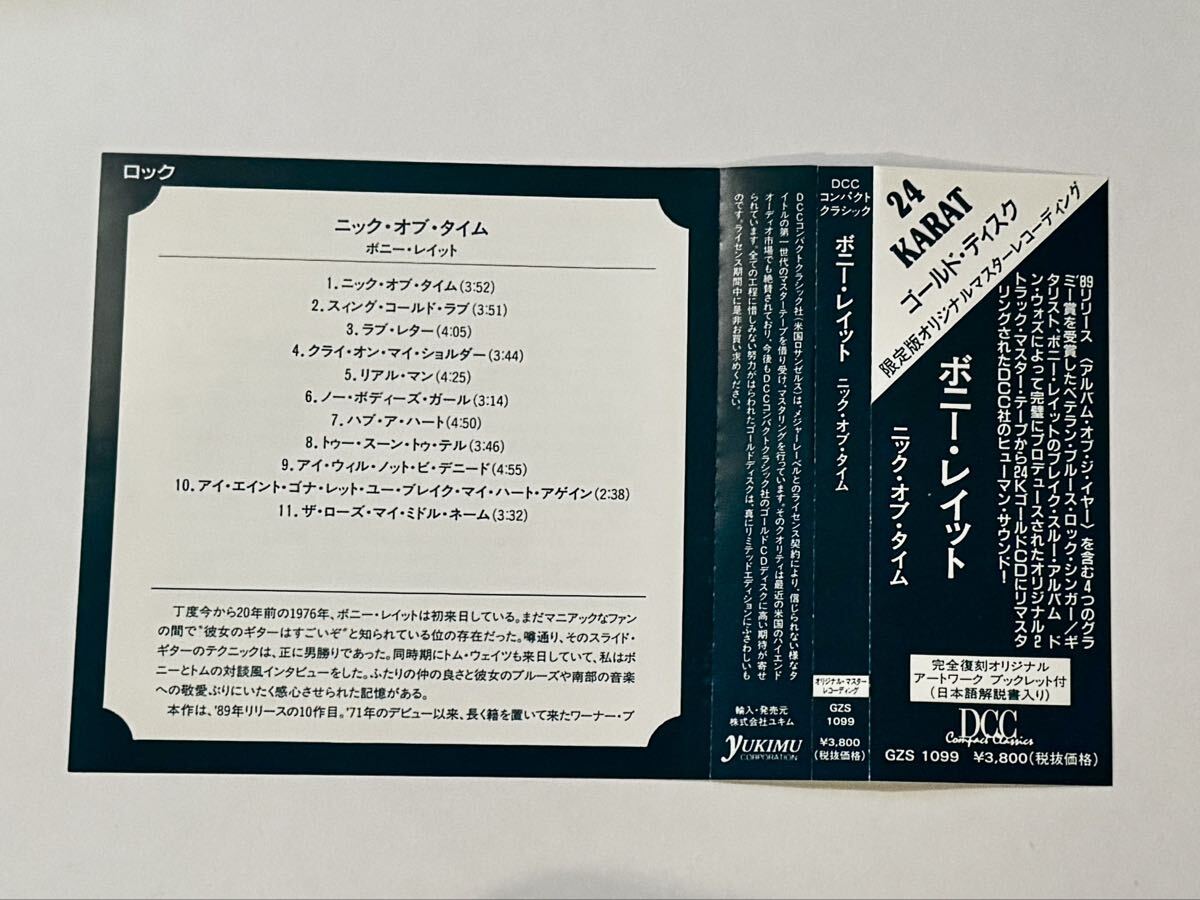 ロック
ニック・オブ・タイム
ボニー・レイット
1. ニック・オブ・タイム(3:52)
2. スィング・コールド・ラブ(3:51)
3. ラブ・レター(4:05)
4. クライ・オン・マイ・ショルダー(3:44)
5. リアル・マン(4:25)
6. ノー・ボディーズ・ガール(3:14)
7. ハブ・ア・ハート(4:50)
8. トゥー・スーン・トゥ・テル(3:46)
9. アイ・ウィル・ノット・ビ・デニード(4:55)
10. アイ・エイント・ゴナ・レット・ユー・ブレイク・マイ・ハート・アゲイン(2:38)
11. ザ・ローズ・マイ・ミドル・ネーム(3:32)
丁度今から20年前の1976年、ボニー・レイットは初来日している。まだマニアックなファン
の間で“彼女のギターはすごいぞ”と知られている位の存在だった。噂通り、そのスライド・
ギターのテクニックは、正に男勝りであった。同時期にトム・ウェイツも来日していて、私はボ
ニーとトムの対談風インタビューをした。ふたりの仲の良さと彼女のブルーズや南部の音楽
への敬愛ぶりにいたく感心させられた記憶がある。
本作は、'89年リリースの10作目。'71年のデビュー以来、長く籍を置いて来たワーナー・ブ
DCCコンパクトクラシック社(米国ロサンゼルス)は、メジャーレーベルとのライセンス契約により、信じられない様なタ
イトルの第一世代のマスターテープを借り受け、マスタリングを行っています。そのクオリティは最近の米国のハイエンド
オーディオ市場でも絶賛されており、今後もDCCコンパクトクラシック社のゴールドCDディスクに高い期待が寄せ
られています。全ての工程に惜しみない努力がはらわれたゴールドディスクは、真にリミテッドエディションにふさわしいも
のです。ライセンス期間中に是非お買い求めください。
輸入・発売元
株式会社ユキム
YUKIMU
CORPORATION
DCC
コンパクト
クラシック
ボニー・レイット ニック・オブ・タイム
オリジナル・マスター
レコーディング
GZS
1099
¥3,800
(税抜価格)
24
KARAT
ゴールド・ディスク
限定版オリジナルマスターレコーディング
'89リリース〈アルバム・オブ・ジ・イヤー〉を含む4つのグラ
ミー賞を受賞したベテラン・ブルース・ロック・シンガー/ギ
タリスト、ボニー・レイットのブレイク・スルー・アルバム ド
ン・ウォズによって完璧にプロデュースされたオリジナル2
トラック・マスター・テープから24KゴールドCDにリマスタ
リングされたDCC社のヒューマン・サウンド!
ボニー・レイット
ニック・オブ・タイム
完全復刻オリジナル
アートワーク ブックレット付
(日本語解説書入り)
DCC
Compact Classics
GZS 1099 ¥3,800(税抜価格)